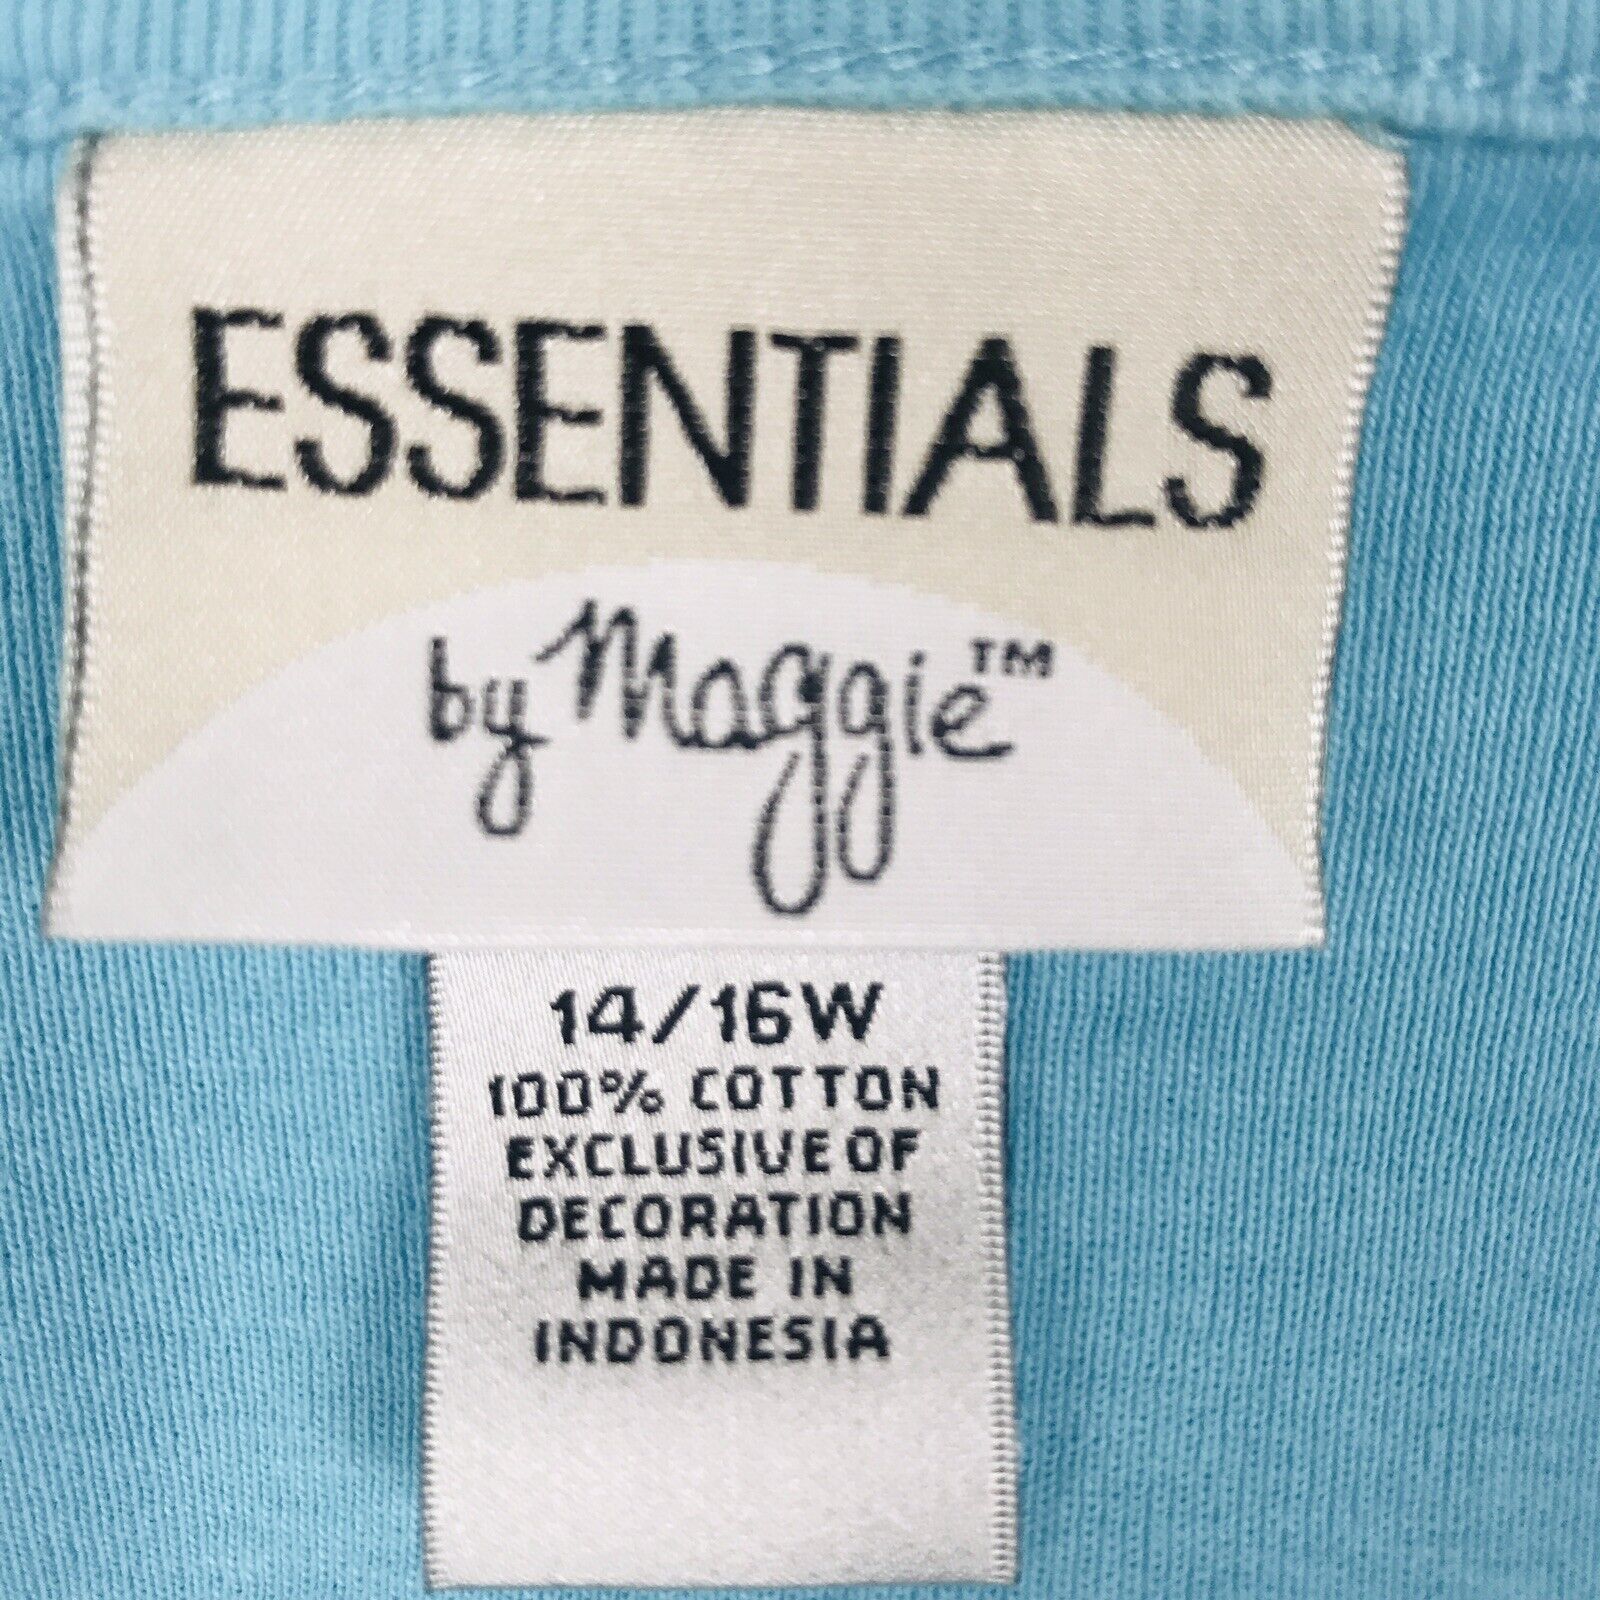 ESSENTIALS
by Maggie™
14/16W
100% COTTON
EXCLUSIVE OF
DECORATION
MADE IN
INDONESIA